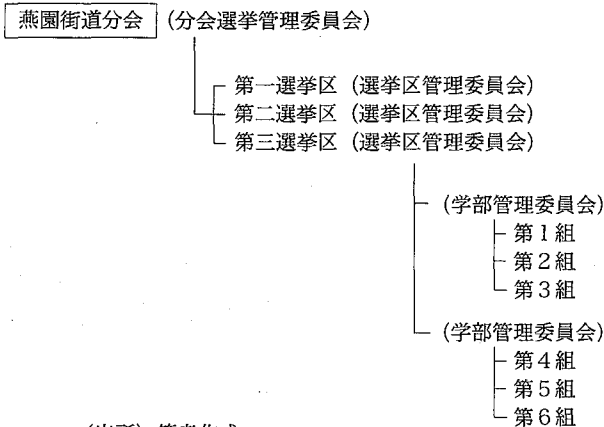 燕園街道分会 (分会選挙管理委員会)
第一選挙区 (選挙区管理委員会)
第二選挙区 (選挙区管理委員会)
第三選挙区 (選挙区管理委員会)
(学部管理委員会)
第1組
第2組
第3組
(学部管理委員会)
第4組
第5組
第6組